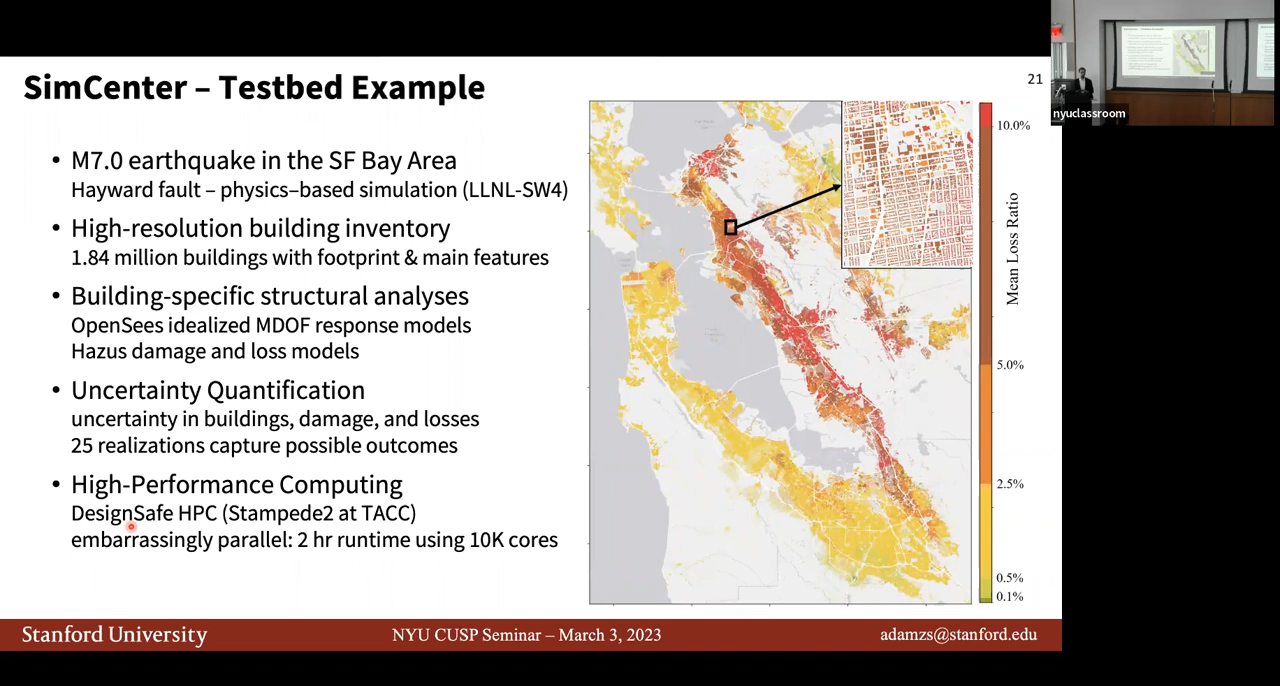 SimCenter – Testbed Example
21
• M7.0 earthquake in the SF Bay Area
Hayward fault – physics–based simulation (LLNL-SW4)
• High-resolution building inventory
1.84 million buildings with footprint & main features
• Building-specific structural analyses
OpenSees idealized MDOF response models
Hazus damage and loss models
• Uncertainty Quantification
uncertainty in buildings, damage, and losses
25 realizations capture possible outcomes
• High-Performance Computing
DesignSafe HPC (Stampede2 at TACC)
embarrassingly parallel: 2 hr runtime using 10K cores
10.0%
5.0%
2.5%
0.5%
0.1%
Mean Loss Ratio
Stanford University
NYU CUSP Seminar – March 3, 2023
adamzs@stanford.edu
nyuclassroom